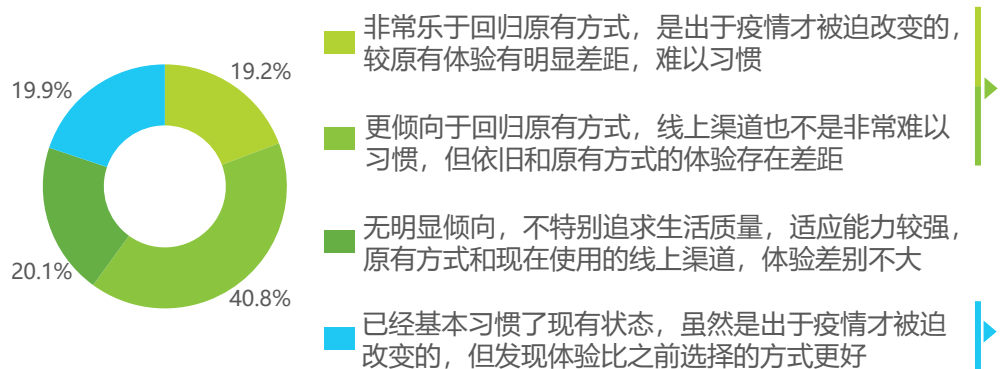 非常乐于回归原有方式，是出于疫情才被迫改变的，
较原有体验有明显差距，难以习惯
19.2%
19.9%
更倾向于回归原有方式，线上渠道也不是非常难以
习惯，但依旧和原有方式的体验存在差距
无明显倾向，不特别追求生活质量，适应能力较强，
原有方式和现在使用的线上渠道，体验差别不大
20.1%
40.8%
已经基本习惯了现有状态，虽然是出于疫情才被迫
改变的，但发现体验比之前选择的方式更好